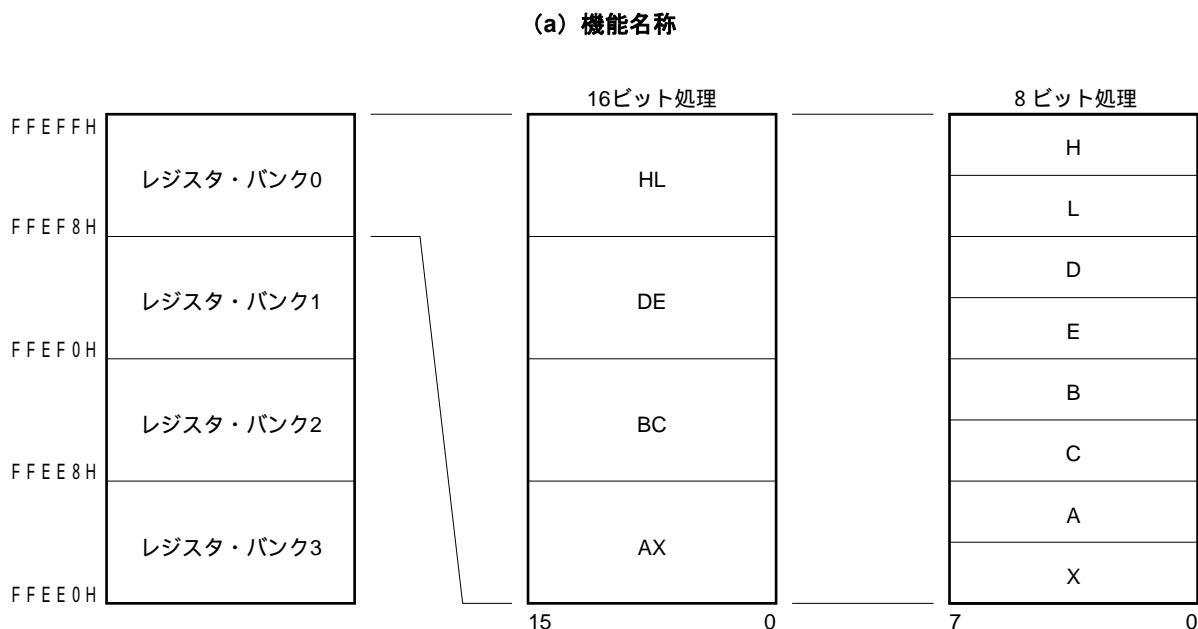 (a) 機能名称
16ビット処理
8 ビット処理
FFEFFH
レジスタ・バンク0
HL
H
L
FFEF8H
レジスタ・バンク1
DE
D
E
FFEF0H
レジスタ・バンク2
BC
B
C
FFEE8H
レジスタ・バンク3
AX
A
X
FFEE0H
15 0
7 0